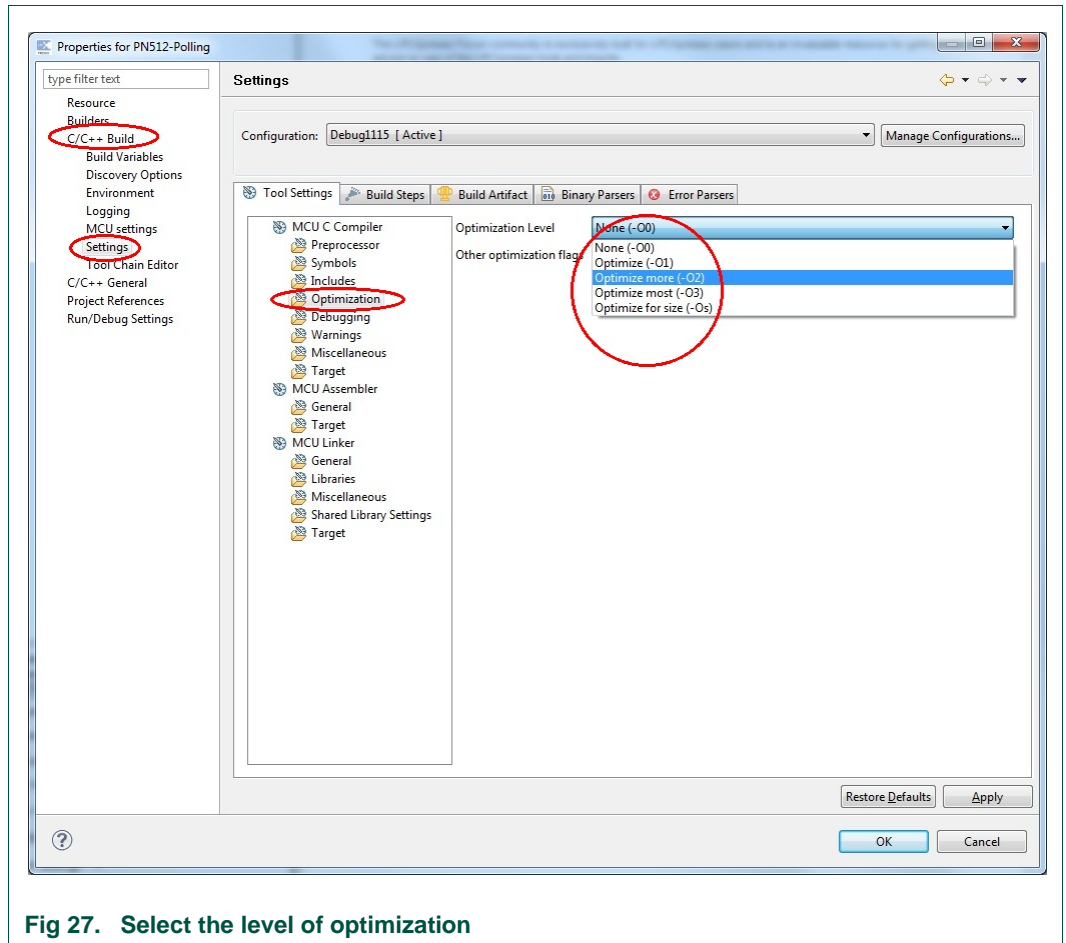 Properties for PN512-Polling
type filter text
Resource
Builders
C/C++ Build
Build Variables
Discovery Options
Environment
Logging
MCU settings
Settings
Tool Chain Editor
C/C++ General
Project References
Run/Debug Settings
Settings
Configuration: Debug1115 [ Active ]
Manage Configurations...
Tool Settings Build Steps Build Artifact Binary Parsers Error Parsers
MCU C Compiler
Preprocessor
Symbols
Includes
Optimization
Debugging
Warnings
Miscellaneous
Target
MCU Assembler
General
Target
MCU Linker
General
Libraries
Miscellaneous
Shared Library Settings
Target
Optimization Level None (-O0)
Other optimization flags
None (-O0)
Optimize (-O1)
Optimize more (-O2)
Optimize most (-O3)
Optimize for size (-Os)
Restore Defaults Apply
OK Cancel
Fig 27. Select the level of optimization